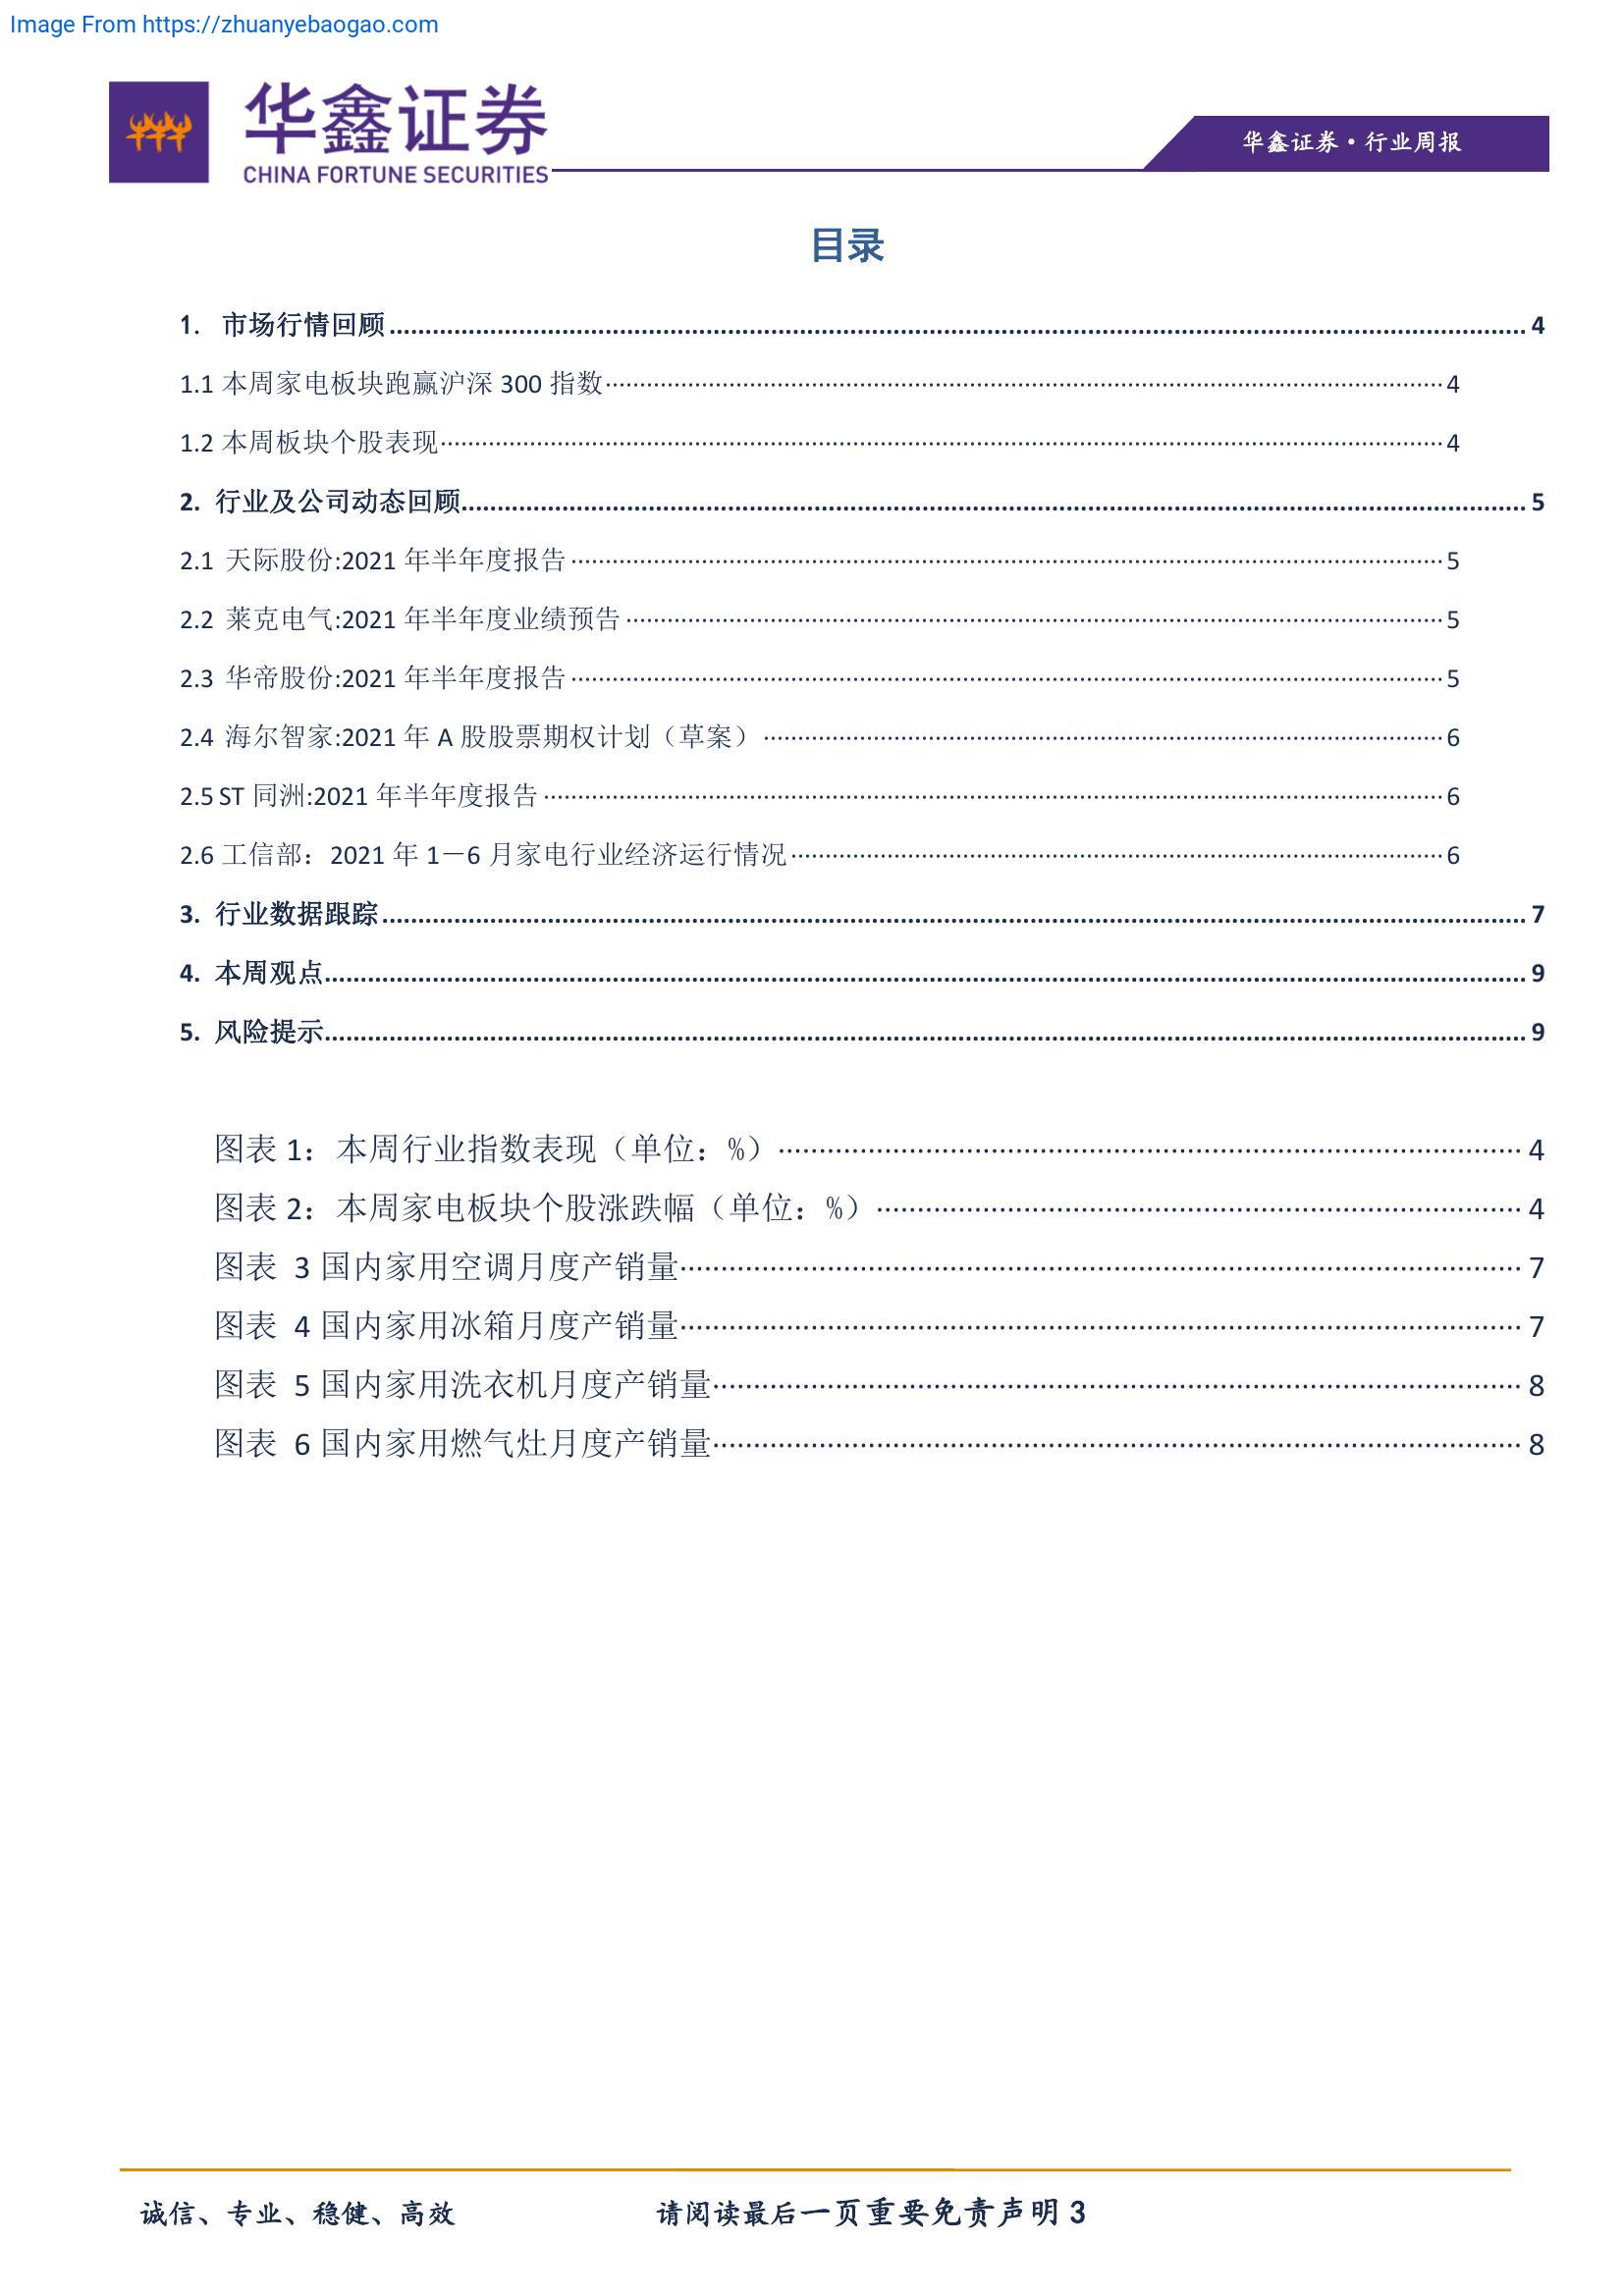 Image From https://zhuanyebaogao.com
华鑫证券
CHINA FORTUNE SECURITIES
华鑫证券·行业周报
目录
1. 市场行情回顾 4
1.1 本周家电板块跑赢沪深 300 指数 4
1.2 本周板块个股表现 4
2. 行业及公司动态回顾 5
2.1 天际股份:2021 年半年度报告 5
2.2 莱克电气:2021 年半年度业绩预告 5
2.3 华帝股份:2021 年半年度报告 5
2.4 海尔智家:2021 年 A 股股票期权计划（草案） 6
2.5 ST 同洲:2021 年半年度报告 6
2.6 工信部：2021 年 1－6 月家电行业经济运行情况 6
3. 行业数据跟踪 7
4. 本周观点 9
5. 风险提示 9
图表 1：本周行业指数表现（单位：%） 4
图表 2：本周家电板块个股涨跌幅（单位：%） 4
图表 3 国内家用空调月度产销量 7
图表 4 国内家用冰箱月度产销量 7
图表 5 国内家用洗衣机月度产销量 8
图表 6 国内家用燃气灶月度产销量 8
诚信、专业、稳健、高效 请阅读最后一页重要免责声明 3